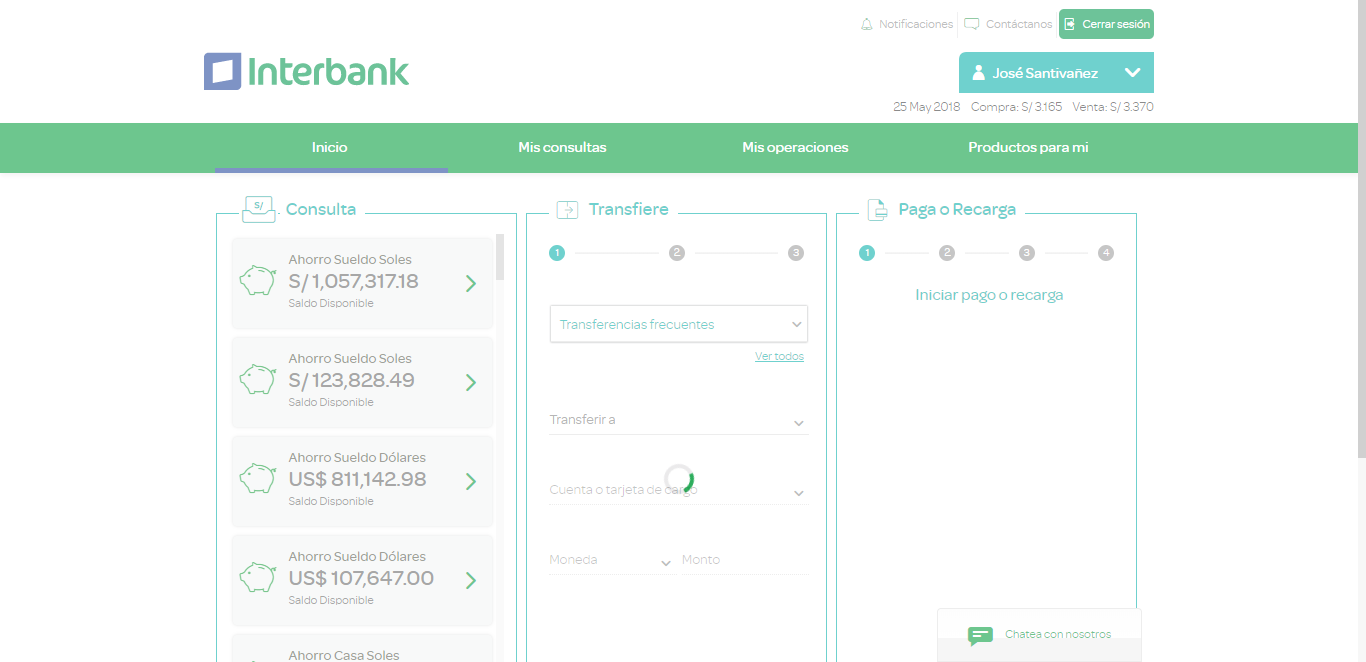 Notificaciones
Contáctanos
Cerrar sesión
Interbank
José Santivañez
25 May 2018 Compra: S/ 3.165 Venta: S/ 3.370
Inicio
Mis consultas
Mis operaciones
Productos para mi
S/
Consulta
Ahorro Sueldo Soles
S/ 1,057,317.18
Saldo Disponible
Ahorro Sueldo Soles
S/ 123,828.49
Saldo Disponible
Ahorro Sueldo Dólares
US$ 811,142.98
Saldo Disponible
Ahorro Sueldo Dólares
US$ 107,647.00
Saldo Disponible
Ahorro Casa Soles
Transfiere
1 2 3
Transferencias frecuentes
Ver todos
Transferir a
Cuenta o tarjeta de cargo
Moneda
Monto
Paga o Recarga
1 2 3 4
Iniciar pago o recarga
Chatea con nosotros